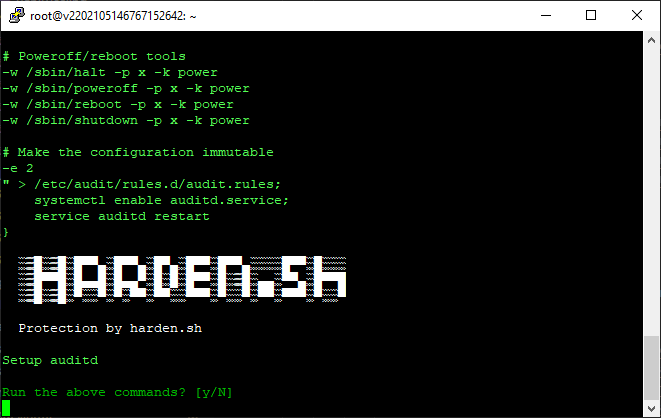 root@v2202105146767152642: ~
# Poweroff/reboot tools
-w /sbin/halt -p x -k power
-w /sbin/poweroff -p x -k power
-w /sbin/reboot -p x -k power
-w /sbin/shutdown -p x -k power
# Make the configuration immutable
-e 2
" > /etc/audit/rules.d/audit.rules;
systemctl enable auditd.service;
service auditd restart
}
HARDEN.Sh
Protection by harden.sh
Setup auditd
Run the above commands? [y/N]